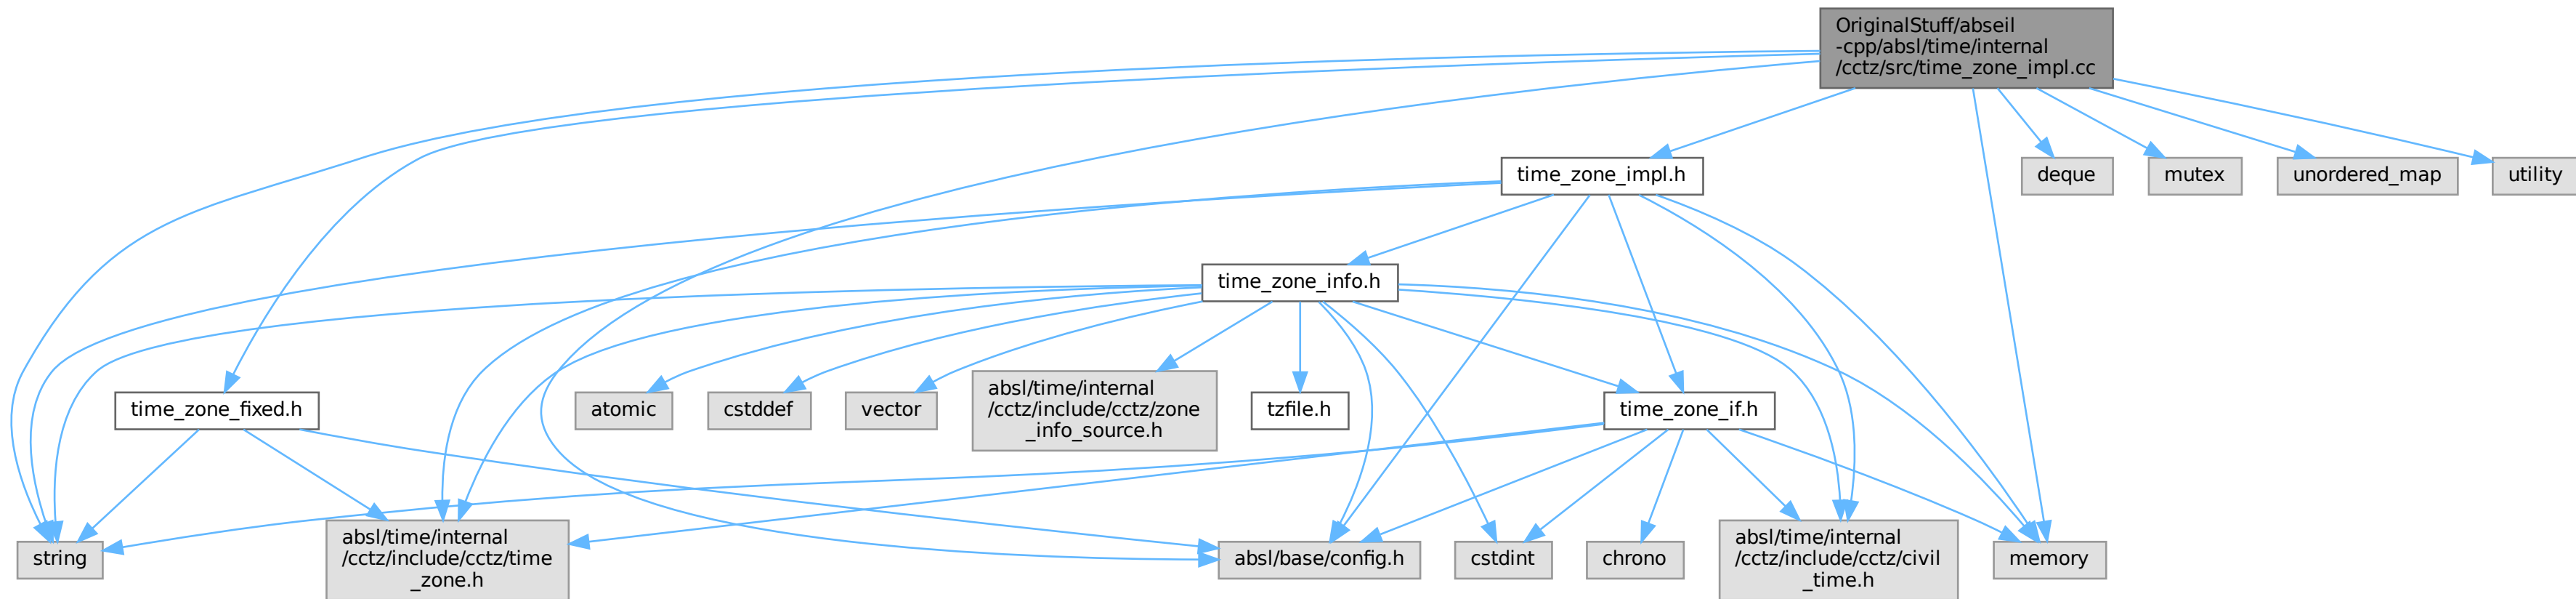 OriginalStuff/abseil
-cpp/absl/time/internal
/cctz/src/time_zone_impl.cc
time_zone_impl.h
deque
mutex
unordered_map
utility
time_zone_info.h
time_zone_fixed.h
atomic
cstddef
vector
absl/time/internal
/cctz/include/cctz/zone
_info_source.h
tzfile.h
time_zone_if.h
string
absl/time/internal
/cctz/include/cctz/time
_zone.h
absl/base/config.h
cstdint
chrono
absl/time/internal
/cctz/include/cctz/civil
_time.h
memory